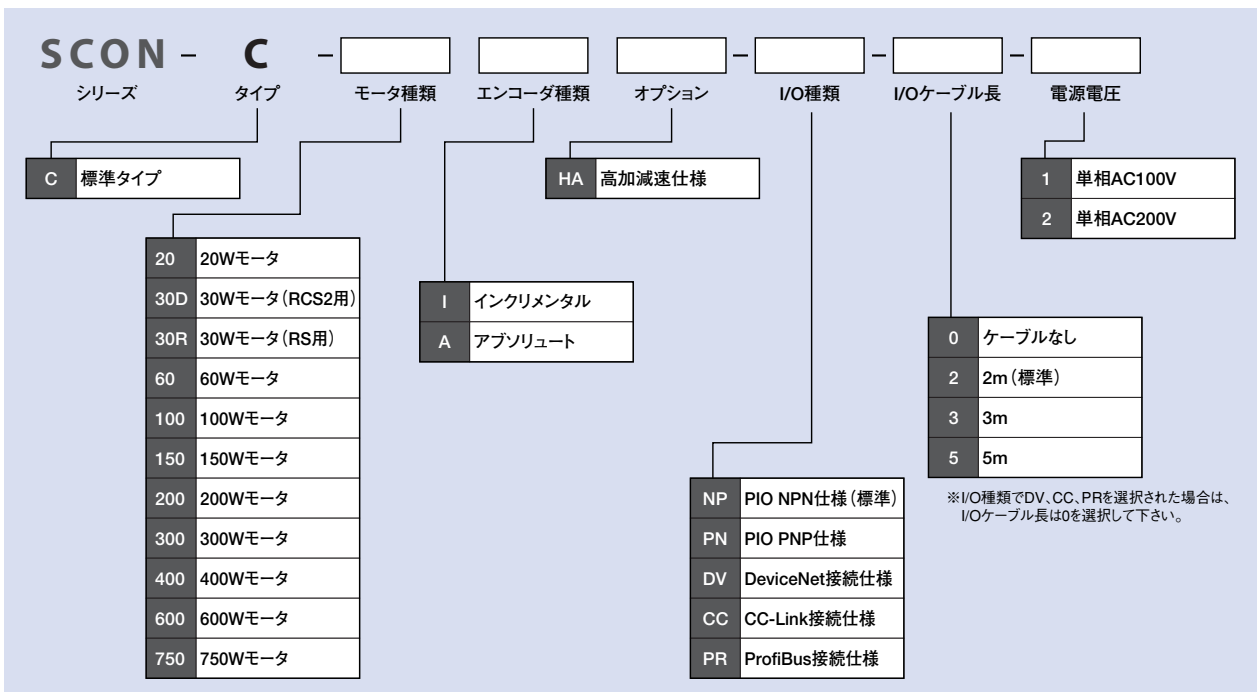 SCON - C - - - - -
シリーズ タイプ モータ種類 エンコーダ種類 オプション I/O種類 I/Oケーブル長 電源電圧
C 標準タイプ
20 20Wモータ
30D 30Wモータ（RCS2用）
30R 30Wモータ（RS用）
60 60Wモータ
100 100Wモータ
150 150Wモータ
200 200Wモータ
300 300Wモータ
400 400Wモータ
600 600Wモータ
750 750Wモータ
I インクリメンタル
A アブソリュート
HA 高加減速仕様
NP PIO NPN仕様（標準）
PN PIO PNP仕様
DV DeviceNet接続仕様
CC CC-Link接続仕様
PR ProfiBus接続仕様
0 ケーブルなし
2 2m（標準）
3 3m
5 5m
※I/O種類でDV、CC、PRを選択された場合は、
I/Oケーブル長は0を選択して下さい。
1 単相AC100V
2 単相AC200V